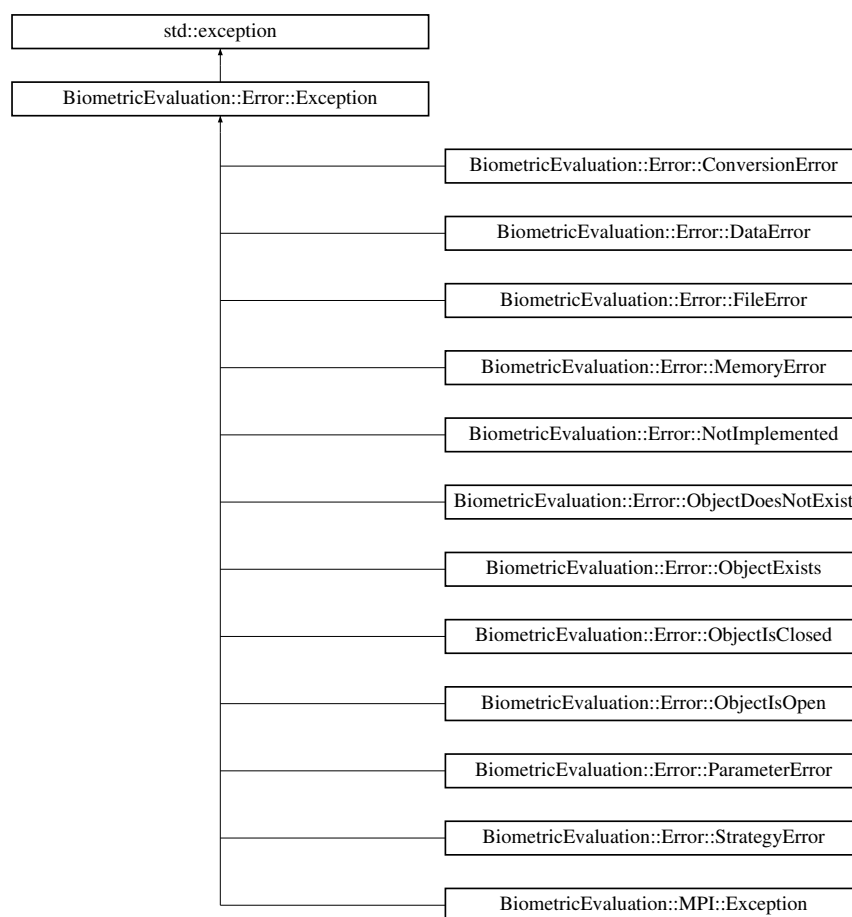 std::exception
BiometricEvaluation::Error::Exception
BiometricEvaluation::Error::ConversionError
BiometricEvaluation::Error::DataError
BiometricEvaluation::Error::FileError
BiometricEvaluation::Error::MemoryError
BiometricEvaluation::Error::NotImplemented
BiometricEvaluation::Error::ObjectDoesNotExist
BiometricEvaluation::Error::ObjectExists
BiometricEvaluation::Error::ObjectIsClosed
BiometricEvaluation::Error::ObjectIsOpen
BiometricEvaluation::Error::ParameterError
BiometricEvaluation::Error::StrategyError
BiometricEvaluation::MPI::Exception